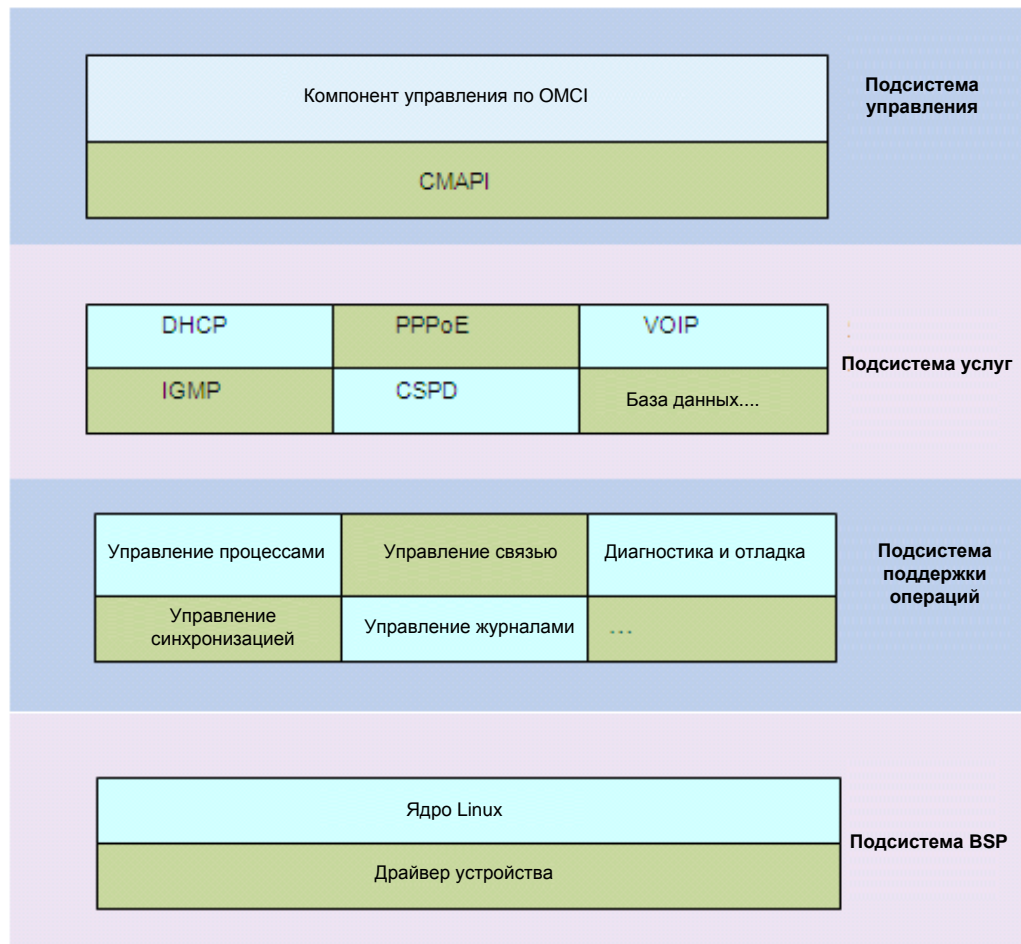 Компонент управления по OMCI
Подсистема
управления
CMAPI
DHCP
PPPoE
VOIP
IGMP
CSPD
База данных....
Подсистема услуг
Управление процессами
Управление связью
Диагностика и отладка
Управление
синхронизацией
Управление журналами
...
Подсистема
поддержки
операций
Ядро Linux
Драйвер устройства
Подсистема BSP